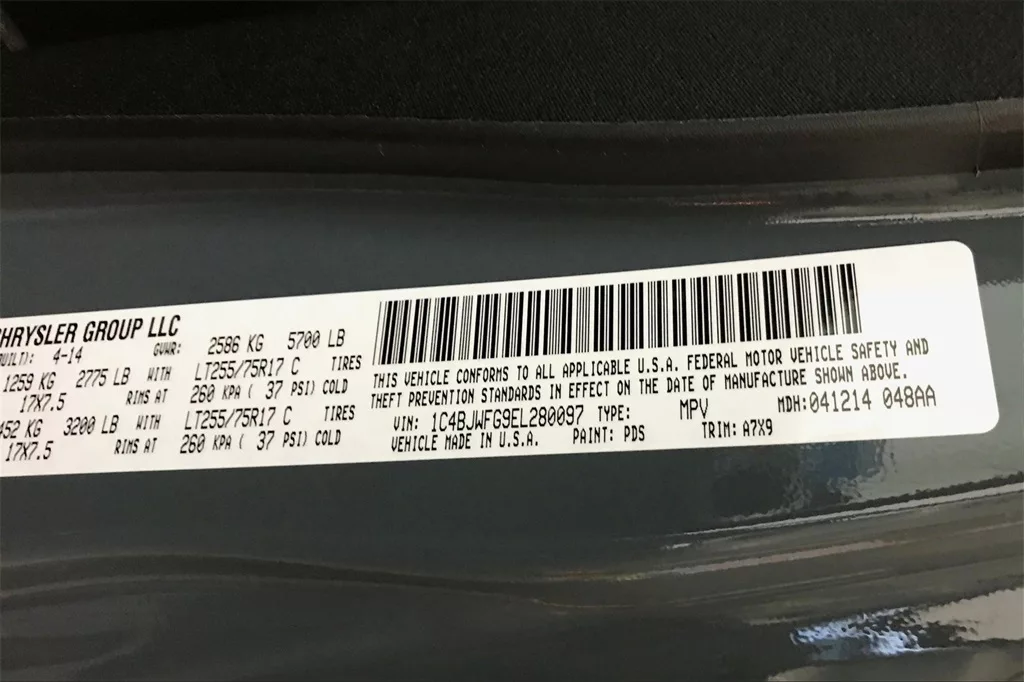 CHRYSLER GROUP LLC
BUILT): 4-14 GVWR: 2586 KG 5700 LB
1259 KG 2775 LB WITH LT255/75R17 C TIRES
17X7.5 RIMS AT 260 KPA ( 37 PSI) COLD
452 KG 3200 LB WITH LT255/75R17 C TIRES
17X7.5 RIMS AT 260 KPA ( 37 PSI) COLD
THIS VEHICLE CONFORMS TO ALL APPLICABLE U.S.A. FEDERAL MOTOR VEHICLE SAFETY AND
THEFT PREVENTION STANDARDS IN EFFECT ON THE DATE OF MANUFACTURE SHOWN ABOVE.
VIN: 1C4BJWFG9EL280097 TYPE: MPV MDH:041214 048AA
VEHICLE MADE IN U.S.A. PAINT: PDS TRIM: A7X9